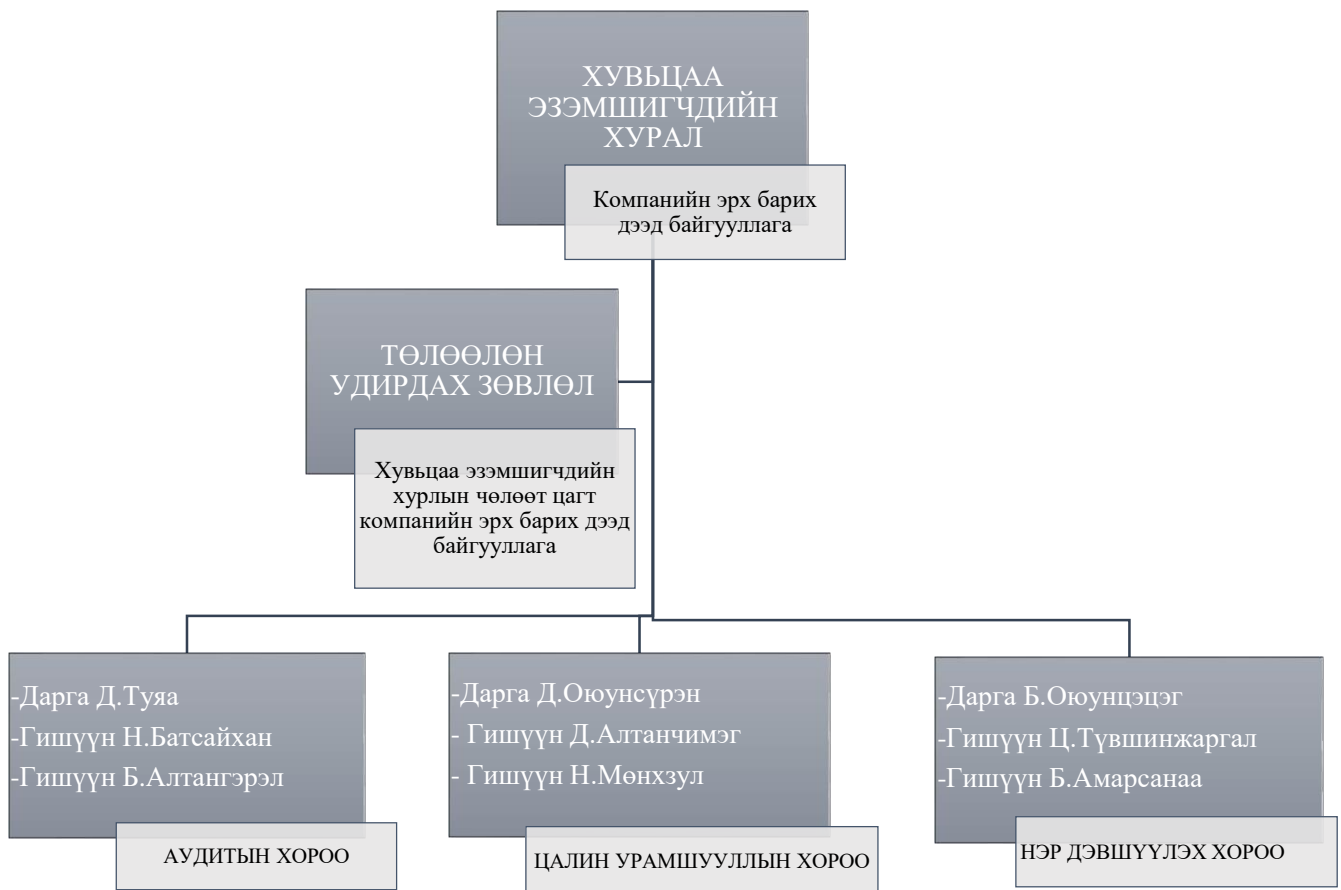 ХУВЬЦАА
ЭЗЭМШИГЧДИЙН
ХУРАЛ
Компанийн эрх барих
дээд байгууллага
ТӨЛӨӨЛӨН
УДИРДАХ ЗӨВЛӨЛ
Хувьцаа эзэмшигчдийн
хурлын чөлөөт цагт
компанийн эрх барих дээд
байгууллага
-Дарга Д.Туяа
-Гишүүн Н.Батсайхан
-Гишүүн Б.Алтангэрэл
АУДИТЫН ХОРОО
-Дарга Д.Оюунсүрэн
- Гишүүн Д.Алтанчимэг
- Гишүүн Н.Мөнхзул
ЦАЛИН УРАМШУУЛЛЫН ХОРОО
-Дарга Б.Оюунцэцэг
-Гишүүн Ц.Түвшинжаргал
-Гишүүн Б.Амарсанаа
НЭР ДЭВШҮҮЛЭХ ХОРОО